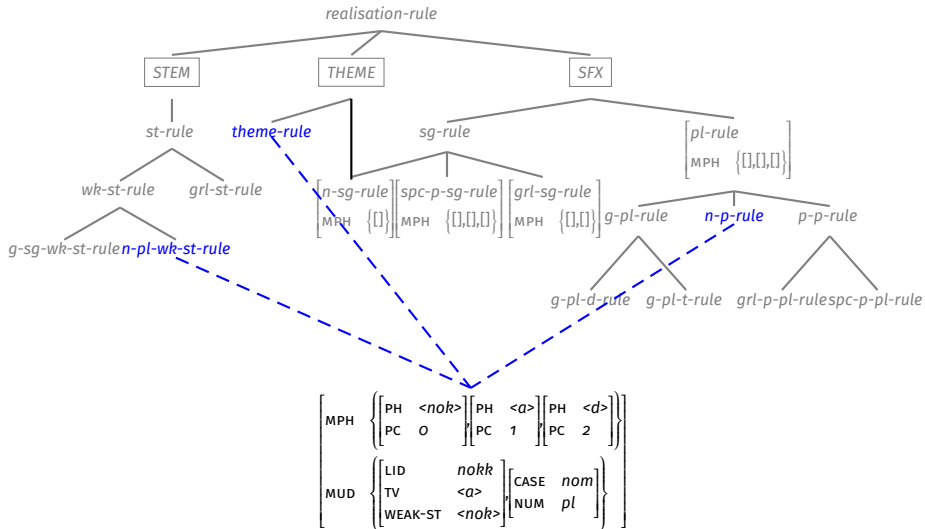 realisation-rule
STEM THEME SFX
st-rule theme-rule sg-rule [pl-rule
MPH {[],[],[]}]
wk-st-rule grl-st-rule [n-sg-rule [spc-p-sg-rule [grl-sg-rule
MPH {[]}] MPH {[],[],[]}] MPH {[],[]}]
g-pl-rule n-p-rule p-p-rule
g-sg-wk-st-rule n-pl-wk-st-rule
g-pl-d-rule g-pl-t-rule grl-p-pl-rule spc-p-pl-rule
[MPH {[PH <nok>],[PH <a>],[PH <d>]}
PC 0 PC 1 PC 2
MUD {[LID nokk
TV <a>
WEAK-ST <nok>],[CASE nom
NUM pl]}]